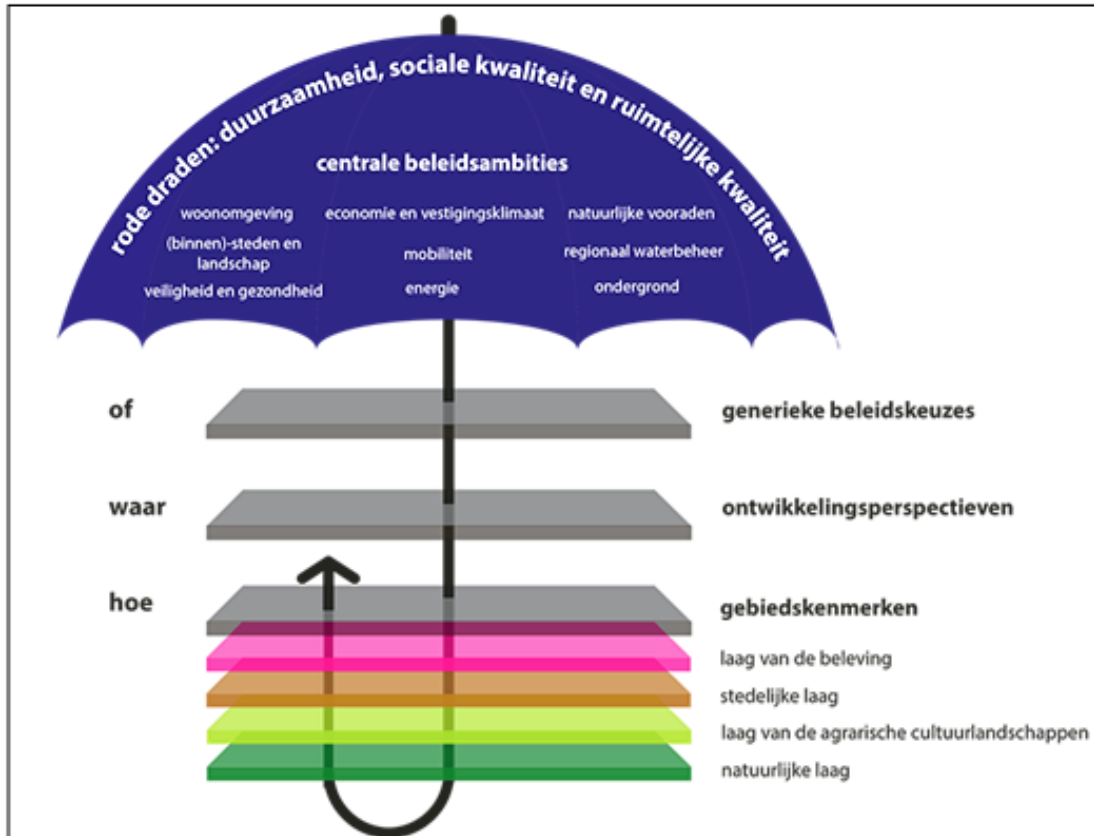 rode draden: duurzaamheid, sociale kwaliteit en ruimtelijke kwaliteit
centrale beleidsambities
woonomgeving
(binnen)-steden en
landschap
veiligheid en gezondheid
economie en vestigingsklimaat
mobiliteit
energie
natuurlijke vooraden
regionaal waterbeheer
ondergrond
of
generieke beleidskeuzes
waar
ontwikkelingsperspectieven
hoe
gebiedskenmerken
laag van de beleving
stedelijke laag
laag van de agrarische cultuurlandschappen
natuurlijke laag